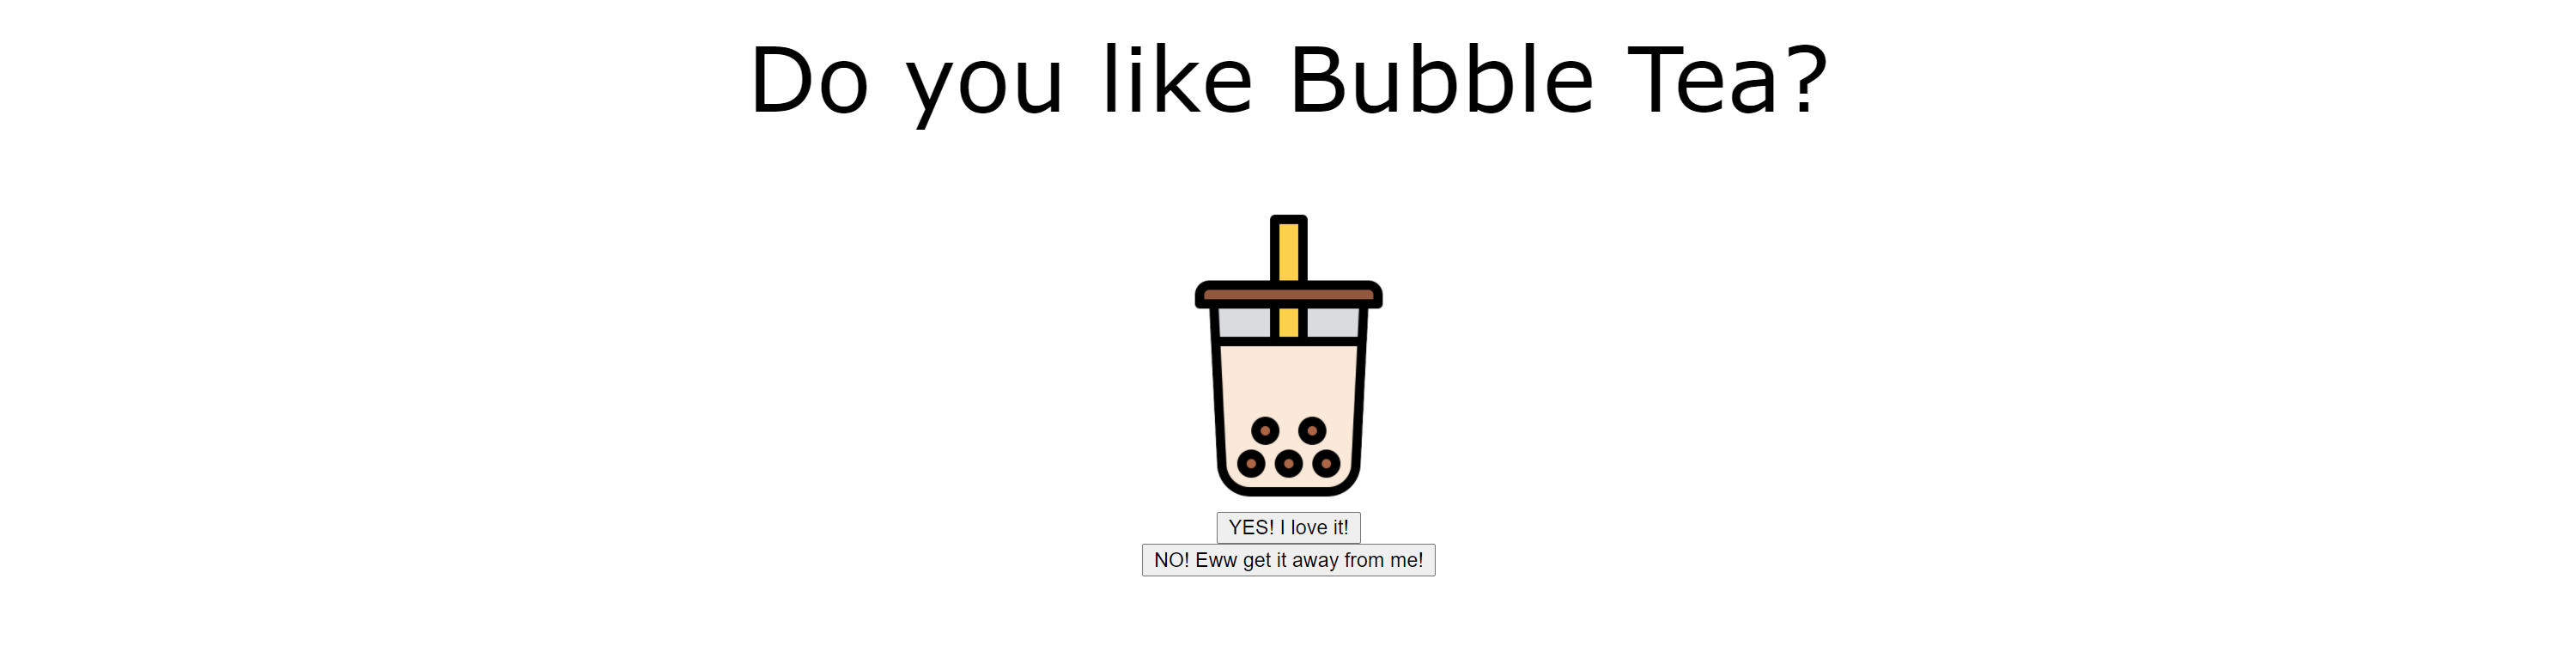 Do you like Bubble Tea?
YES! I love it!
NO! Eww get it away from me!